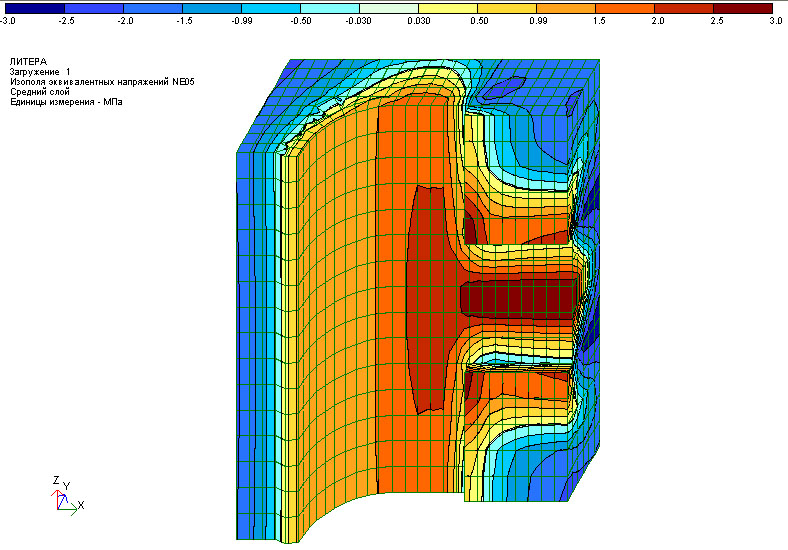 -3.0 -2.5 -2.0 -1.5 -0.99 -0.50 -0.030 0.030 0.50 0.99 1.5 2.0 2.5 3.0
ЛИТЕРА
Загружение 1
Изополя эквивалентных напряжений NE05
Средний слой
Единицы измерения - МПа
Z
Y
X